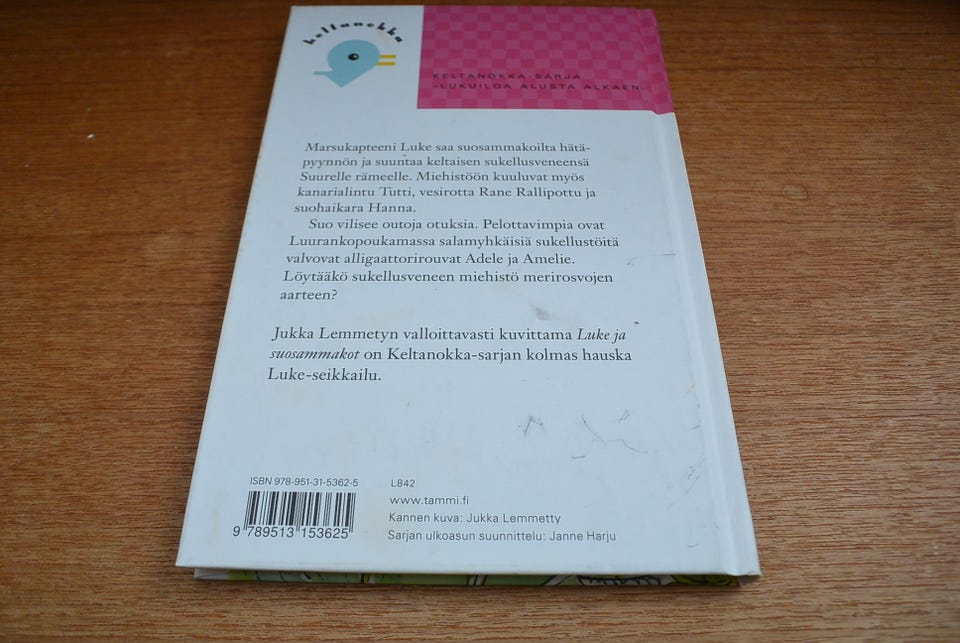 keltanokka
KELTANOKKA-SARJA
-LUKUILOA ALUSTA ALKAEN
Marsukapteeni Luke saa suosammakoilta hätä-
pyynnön ja suuntaa keltaisen sukellusveneensä
Suurelle rämeelle. Miehistöön kuuluvat myös
kanarialintu Tutti, vesirotta Rane Rallipottu ja
suohaikara Hanna.
Suo vilisee outoja otuksia. Pelottavimpia ovat
Luurankopoukamassa salamyhkäisiä sukellustöitä
valvovat alligaattorirouvat Adele ja Amelie.
Löytääkö sukellusveneen miehistö merirosvojen
aarteen?
Jukka Lemmetyn valloittavasti kuvittama Luke ja
suosammakot on Keltanokka-sarjan kolmas hauska
Luke-seikkailu.
ISBN 978-951-31-5362-5
9 789513 153625
L842
www.tammi.fi
Kannen kuva: Jukka Lemmetty
Sarjan ulkoasun suunnittelu: Janne Harju